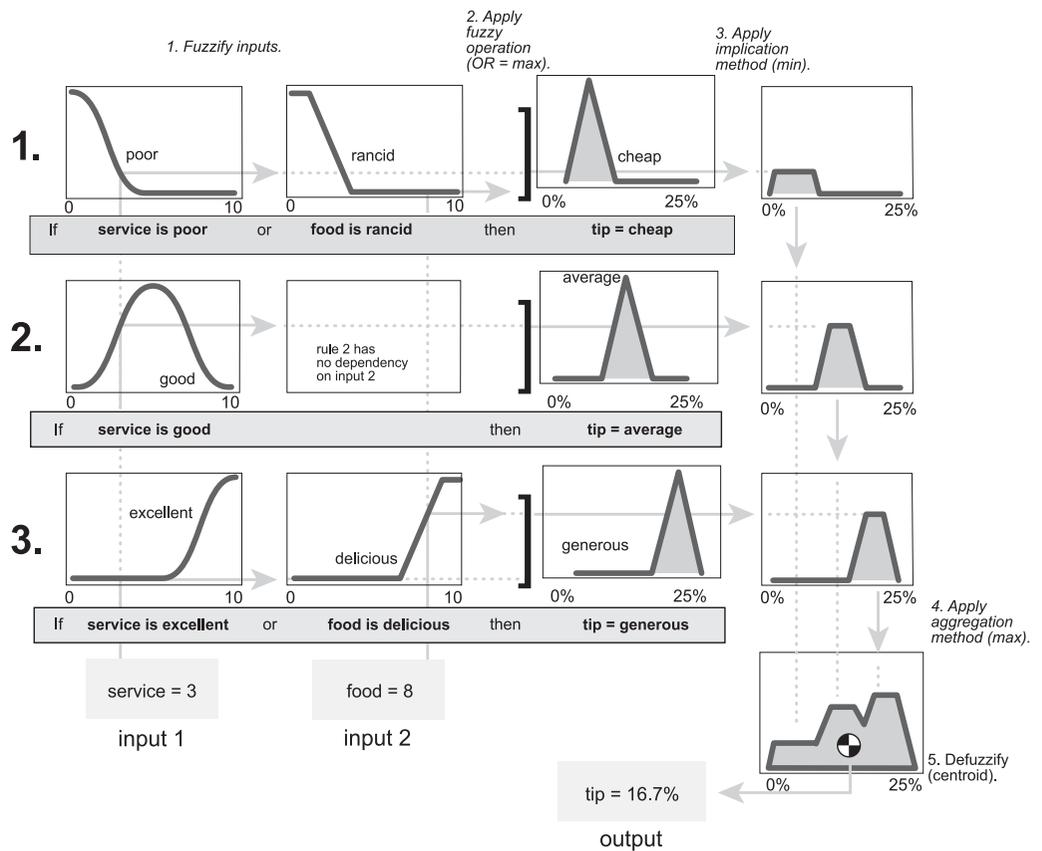 1. Fuzzify inputs.
2. Apply
fuzzy
operation
(OR = max).
3. Apply
implication
method (min).
1.
poor
rancid
cheap
0 10
0 10
0% 25%
0% 25%
If service is poor or food is rancid then tip = cheap
2.
good
rule 2 has
no dependency
on input 2
average
0 10
0% 25%
0% 25%
If service is good then tip = average
3.
excellent
delicious
generous
0 10
0 10
0% 25%
0% 25%
If service is excellent or food is delicious then tip = generous
4. Apply
aggregation
method (max).
service = 3
food = 8
input 1
input 2
5. Defuzzify
(centroid).
0% 25%
tip = 16.7%
output